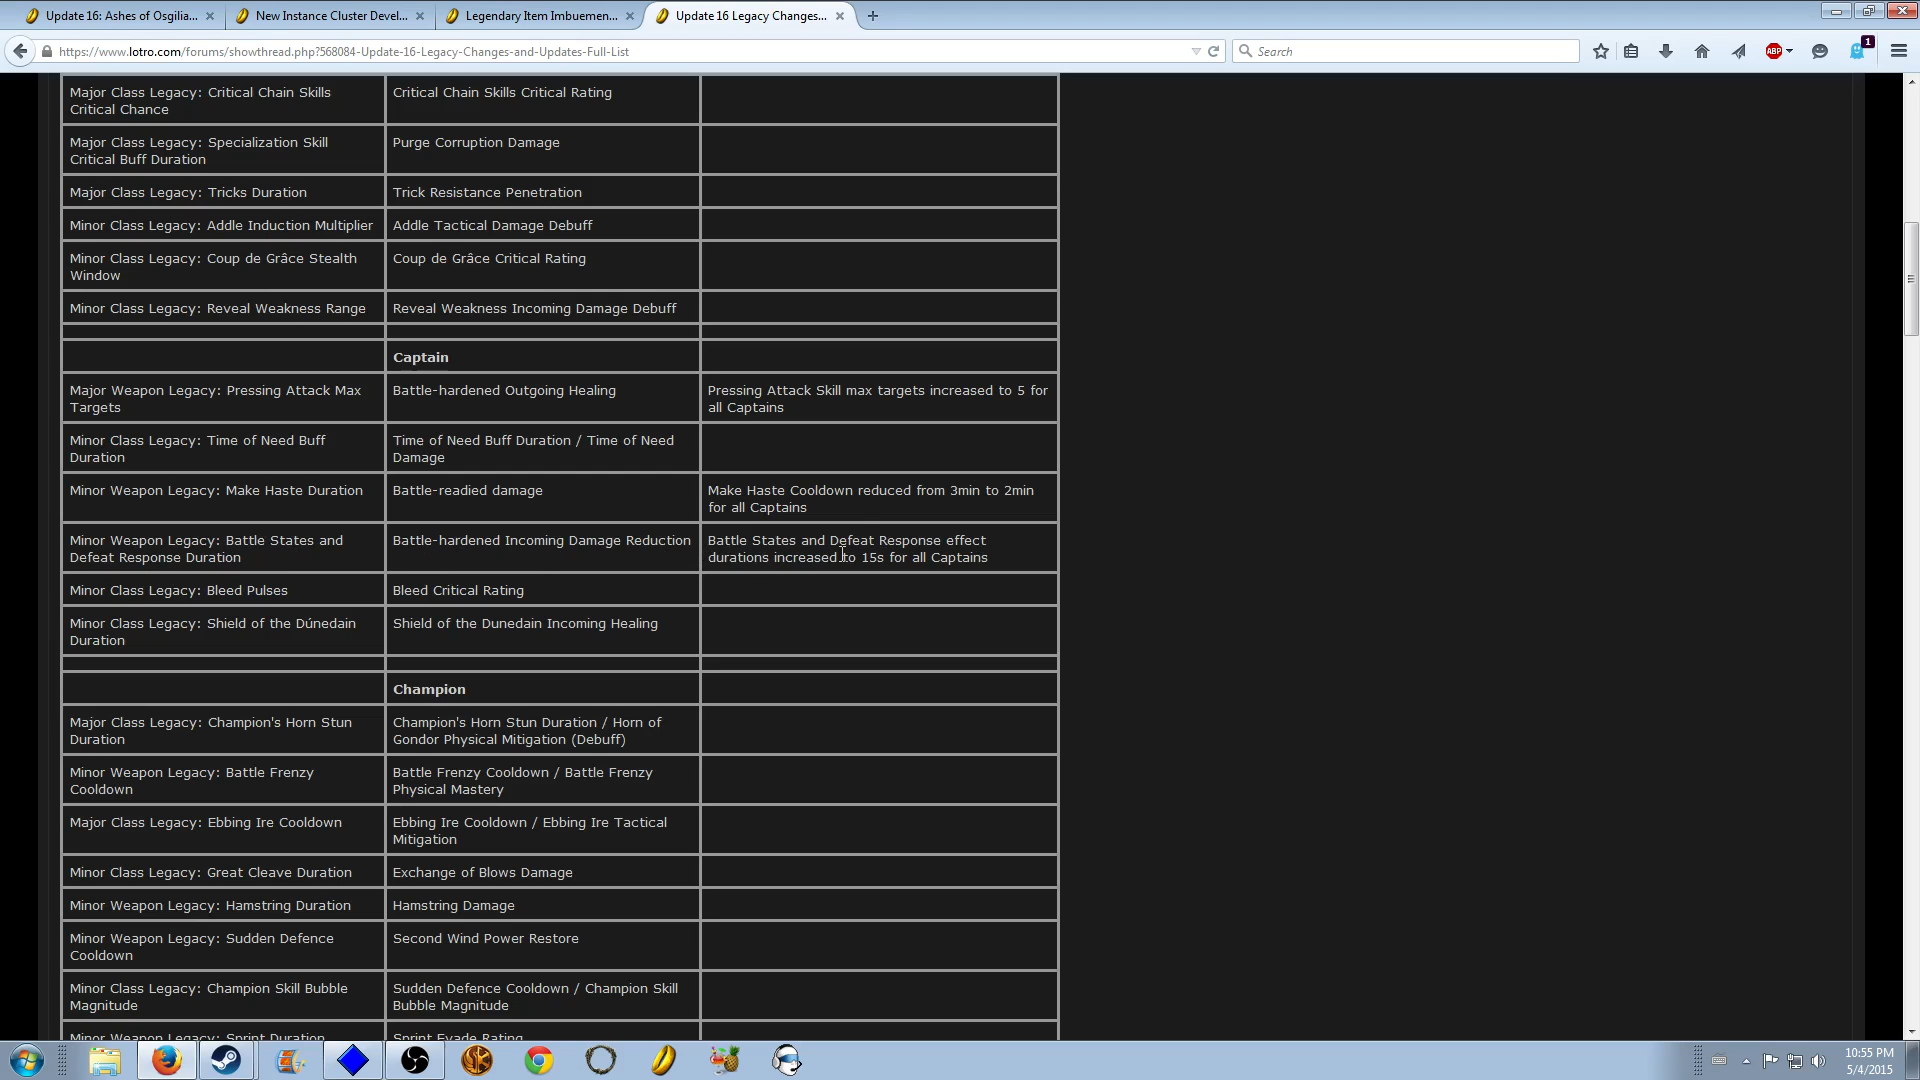 Update 16: Ashes of Osgilia...
New Instance Cluster Devel...
Legendary Item Imbuemen...
Update 16 Legacy Changes...
https://www.lotro.com/forums/showthread.php?568084-Update-16-Legacy-Changes-and-Updates-Full-List
Search
ABP
1
Major Class Legacy: Critical Chain Skills
Critical Chance
Critical Chain Skills Critical Rating
Major Class Legacy: Specialization Skill
Critical Buff Duration
Purge Corruption Damage
Major Class Legacy: Tricks Duration
Trick Resistance Penetration
Minor Class Legacy: Addle Induction Multiplier
Addle Tactical Damage Debuff
Minor Class Legacy: Coup de Grâce Stealth
Window
Coup de Grâce Critical Rating
Minor Class Legacy: Reveal Weakness Range
Reveal Weakness Incoming Damage Debuff
Captain
Major Weapon Legacy: Pressing Attack Max
Targets
Battle-hardened Outgoing Healing
Pressing Attack Skill max targets increased to 5 for
all Captains
Minor Class Legacy: Time of Need Buff
Duration
Time of Need Buff Duration / Time of Need
Damage
Minor Weapon Legacy: Make Haste Duration
Battle-readied damage
Make Haste Cooldown reduced from 3min to 2min
for all Captains
Minor Weapon Legacy: Battle States and
Defeat Response Duration
Battle-hardened Incoming Damage Reduction
Battle States and Defeat Response effect
durations increased to 15s for all Captains
Minor Class Legacy: Bleed Pulses
Bleed Critical Rating
Minor Class Legacy: Shield of the Dúnedain
Duration
Shield of the Dunedain Incoming Healing
Champion
Major Class Legacy: Champion's Horn Stun
Duration
Champion's Horn Stun Duration / Horn of
Gondor Physical Mitigation (Debuff)
Minor Weapon Legacy: Battle Frenzy
Cooldown
Battle Frenzy Cooldown / Battle Frenzy
Physical Mastery
Major Class Legacy: Ebbing Ire Cooldown
Ebbing Ire Cooldown / Ebbing Ire Tactical
Mitigation
Minor Class Legacy: Great Cleave Duration
Exchange of Blows Damage
Minor Weapon Legacy: Hamstring Duration
Hamstring Damage
Minor Weapon Legacy: Sudden Defence
Cooldown
Second Wind Power Restore
Minor Class Legacy: Champion Skill Bubble
Magnitude
Sudden Defence Cooldown / Champion Skill
Bubble Magnitude
Minor Weapon Legacy: Sprint Duration
Sprint Evade Rating
10:55 PM
5/4/2015